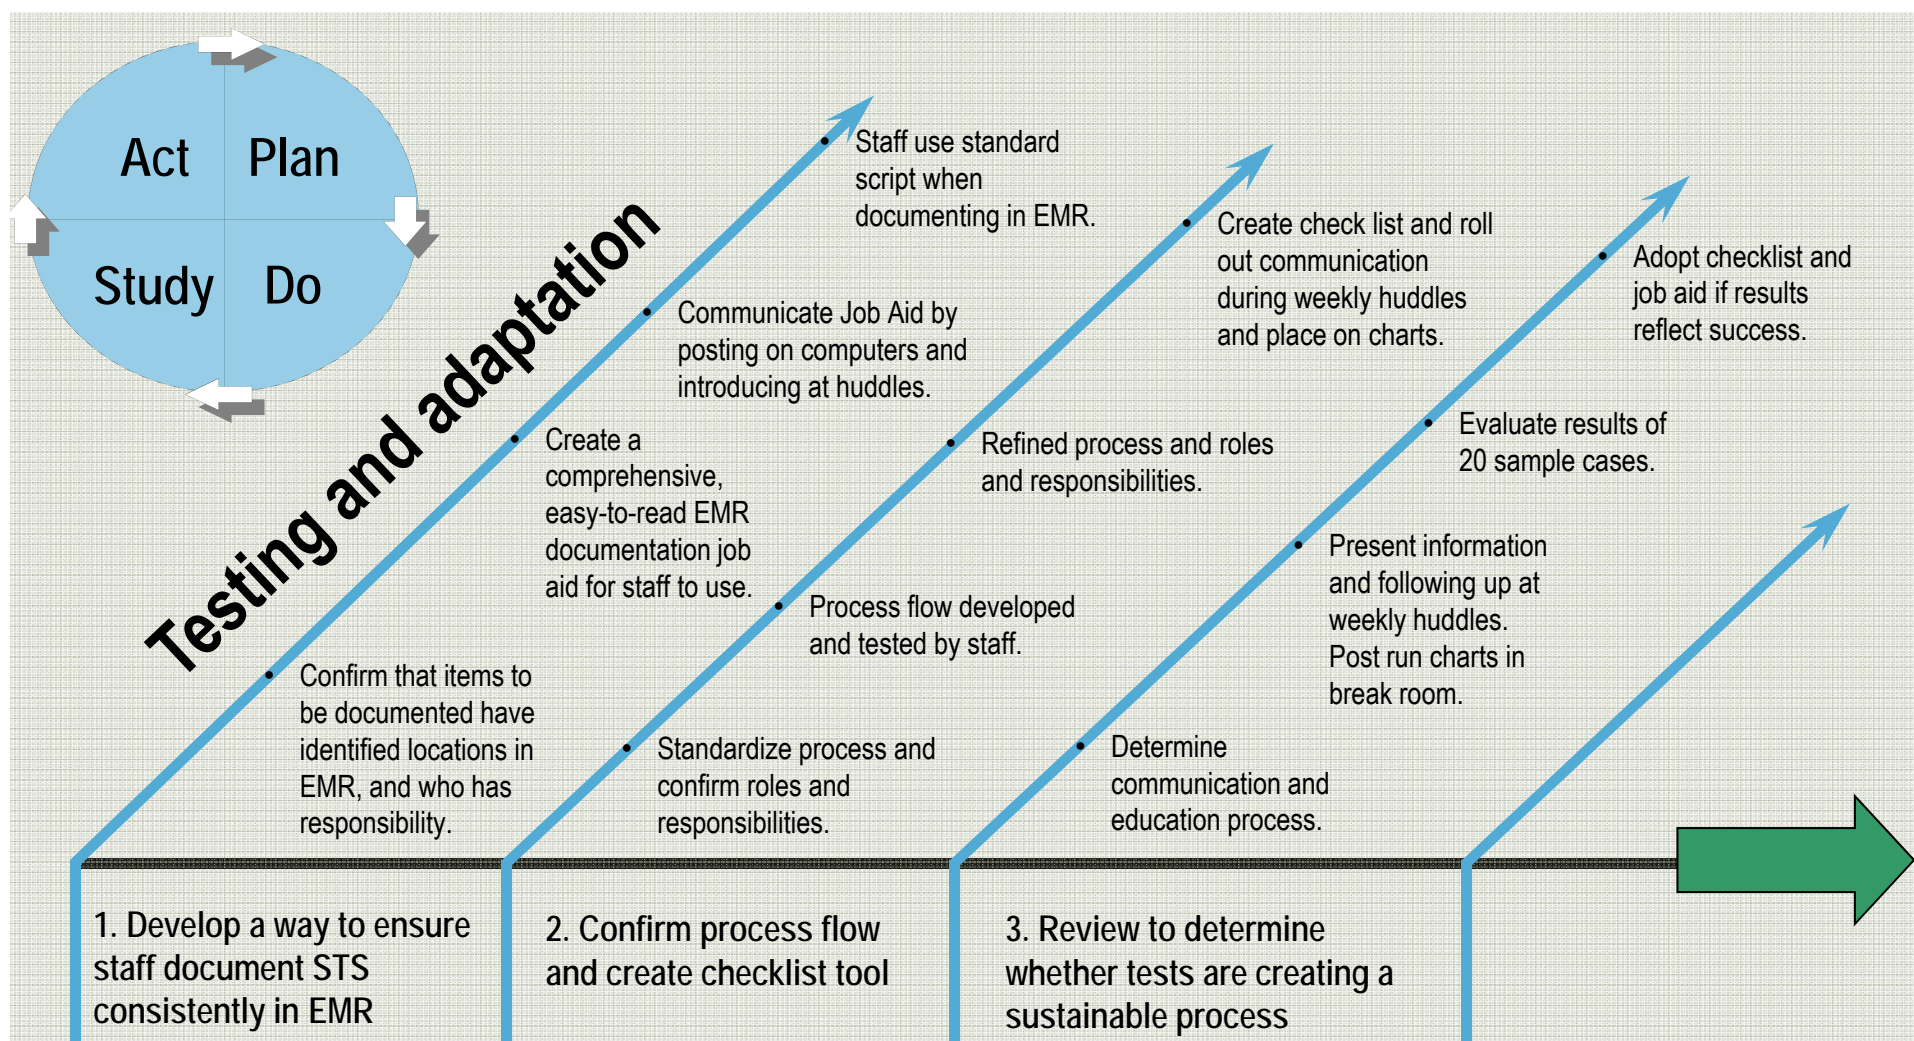 Act
Plan
Study
Do
Testing and adaptation
• Staff use standard
script when
documenting in EMR.
• Communicate Job Aid by
posting on computers and
introducing at huddles.
• Create a
comprehensive,
easy-to-read EMR
documentation job
aid for staff to use.
• Confirm that items to
be documented have
identified locations in
EMR, and who has
responsibility.
• Create check list and roll
out communication
during weekly huddles
and place on charts.
• Refined process and roles
and responsibilities.
• Process flow developed
and tested by staff.
• Standardize process and
confirm roles and
responsibilities.
• Adopt checklist and
job aid if results
reflect success.
• Evaluate results of
20 sample cases.
• Present information
and following up at
weekly huddles.
Post run charts in
break room.
• Determine
communication and
education process.
1. Develop a way to ensure
staff document STS
consistently in EMR
2. Confirm process flow
and create checklist tool
3. Review to determine
whether tests are creating a
sustainable process